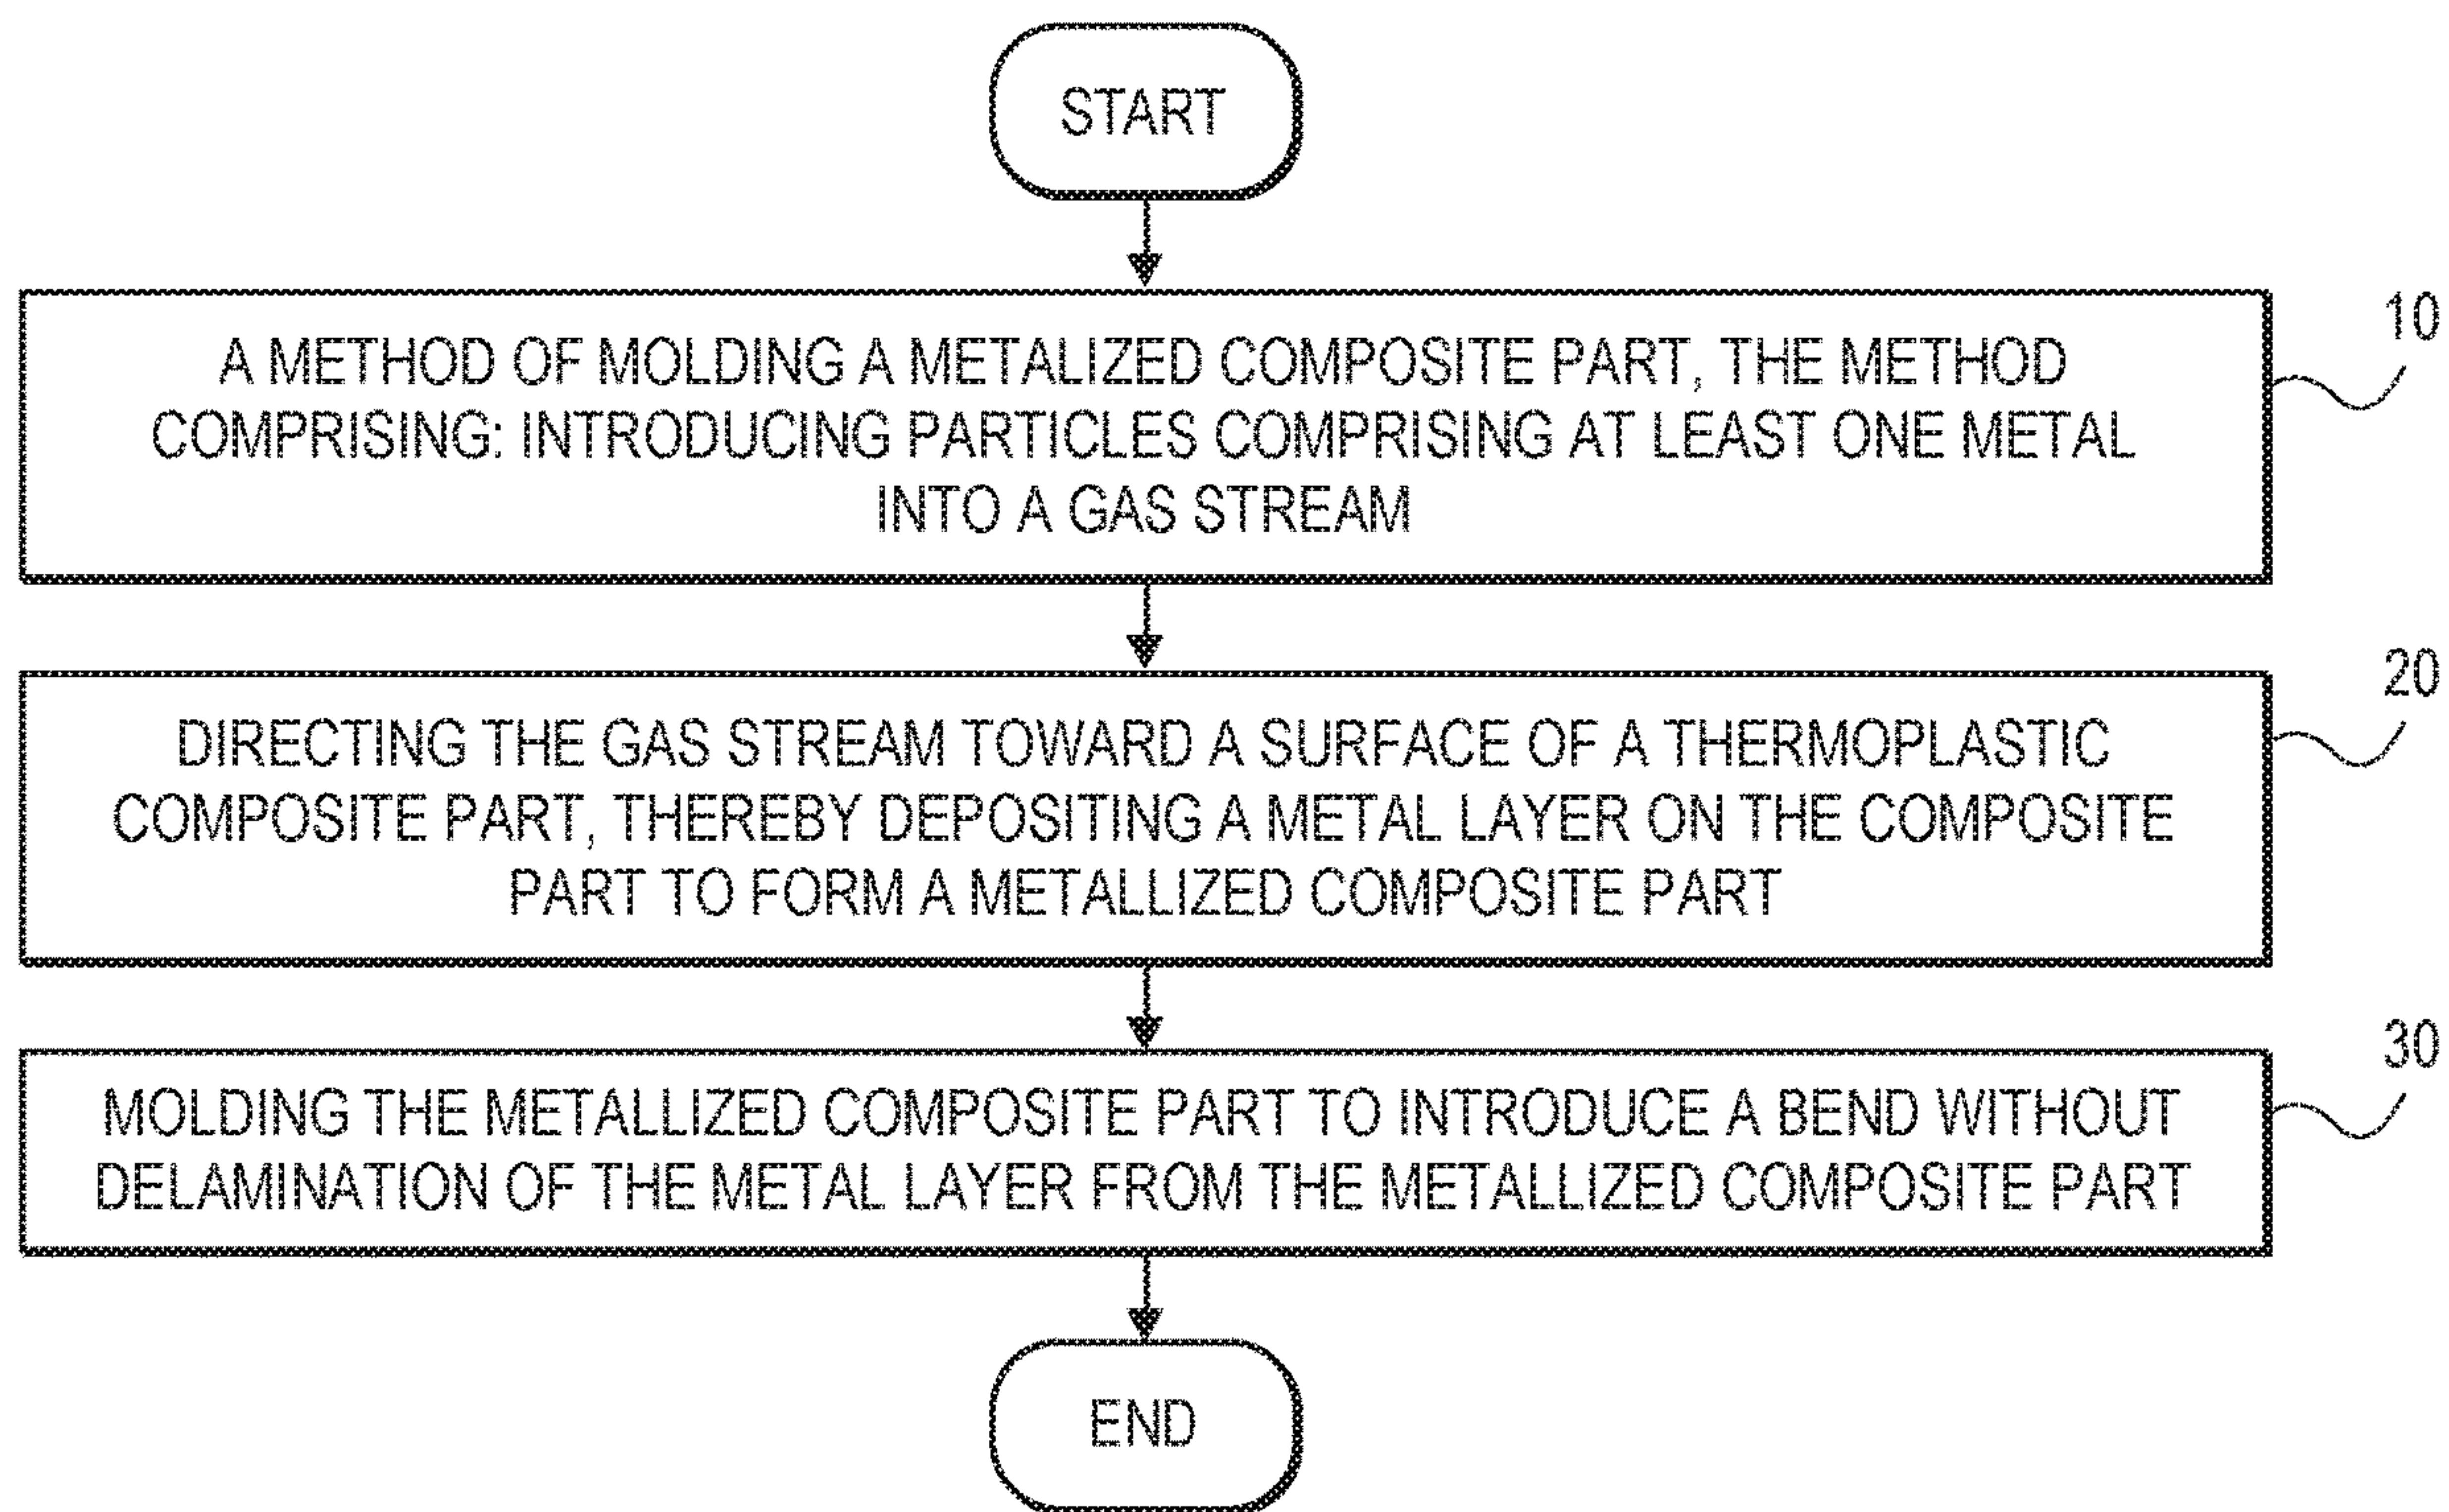 START
A METHOD OF MOLDING A METALIZED COMPOSITE PART, THE METHOD
COMPRISING: INTRODUCING PARTICLES COMPRISING AT LEAST ONE METAL
INTO A GAS STREAM
10
DIRECTING THE GAS STREAM TOWARD A SURFACE OF A THERMOPLASTIC
COMPOSITE PART, THEREBY DEPOSITING A METAL LAYER ON THE COMPOSITE
PART TO FORM A METALLIZED COMPOSITE PART
20
MOLDING THE METALLIZED COMPOSITE PART TO INTRODUCE A BEND WITHOUT
DELAMINATION OF THE METAL LAYER FROM THE METALLIZED COMPOSITE PART
30
END